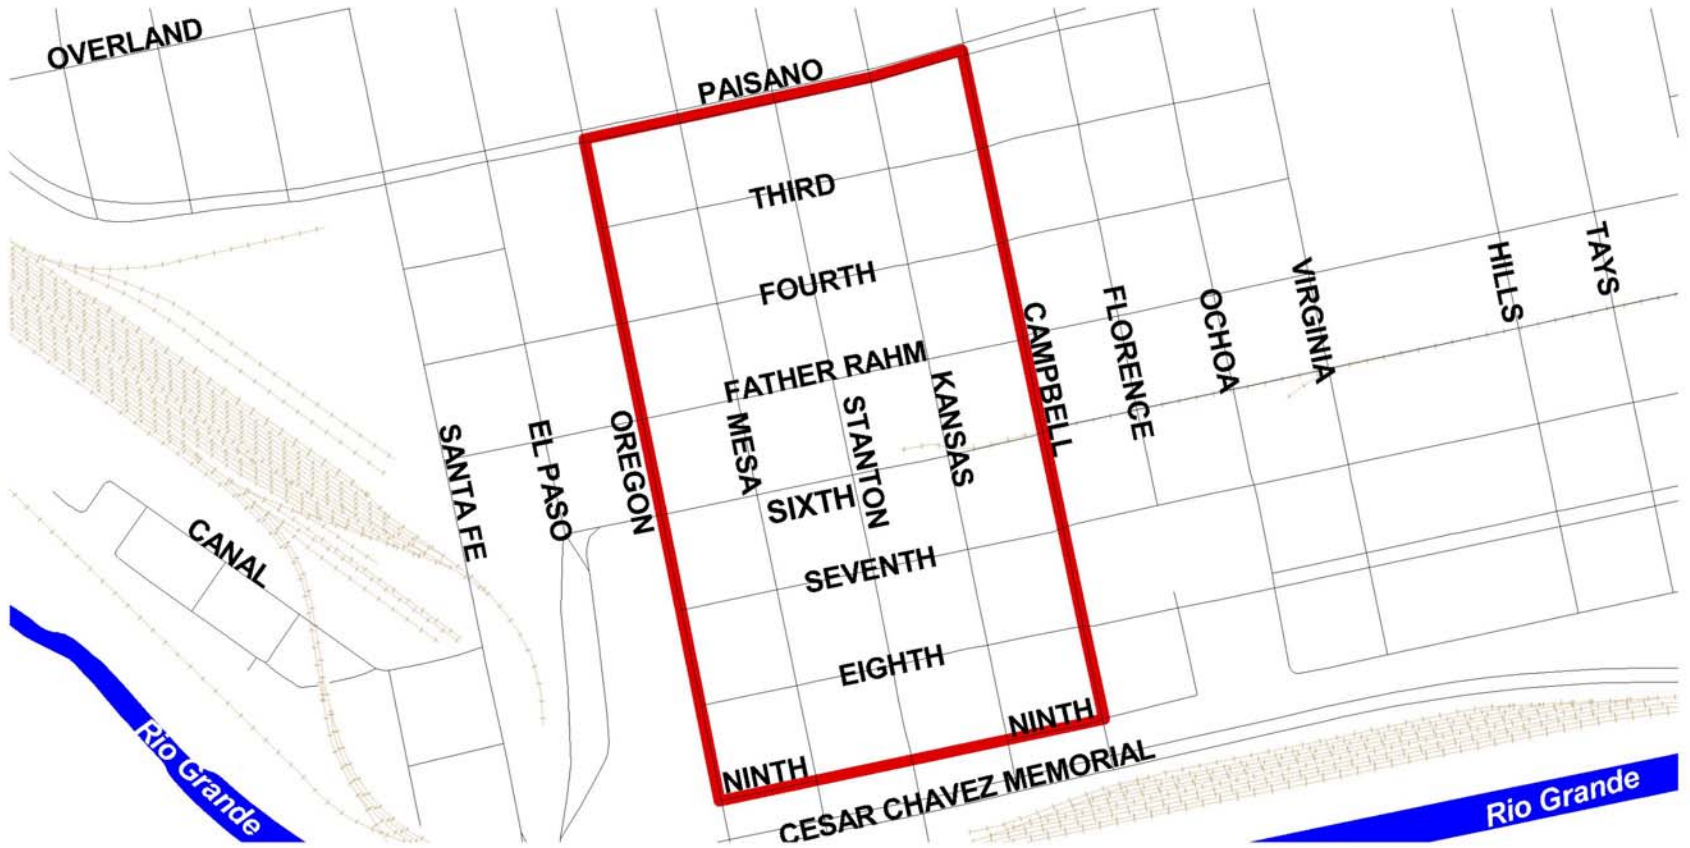 OVERLAND
PAISANO
THIRD
FOURTH
FATHER RAHM
MESA
STANTON
KANSAS
CAMPBELL
FLORENCE
OCHOA
VIRGINIA
HILLS
TAYS
SANTA FE
EL PASO
OREGON
SIXTH
SEVENTH
CANAL
EIGHTH
NINTH
NINTH
CESAR CHAVEZ MEMORIAL
Rio Grande
Rio Grande